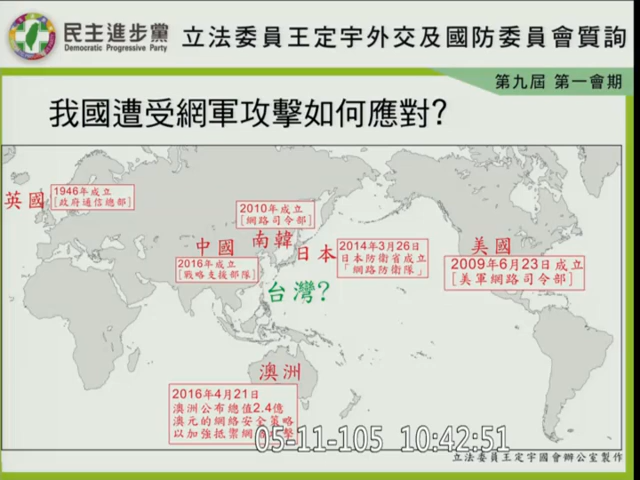 民主進步黨
Democratic Progressive Party
立法委員王定宇外交及國防委員會質詢
第九屆 第一會期
我國遭受網軍攻擊如何應對?
英國
1946年成立
[政府通信總部]
中國
2016年成立
[戰略支援部隊]
2010年成立
[網路司令部]
南韓
日本
2014年3月26日
日本防衛省成立
「網路防衛隊」
美國
2009年6月23日成立
[美軍網路司令部]
台灣?
澳洲
2016年4月21日
澳洲公布總值2.4億
澳元的網絡安全策略
以加強抵禦網 擊
05-11-105 10:42:51
立法委員王定宇國會辦公室製作